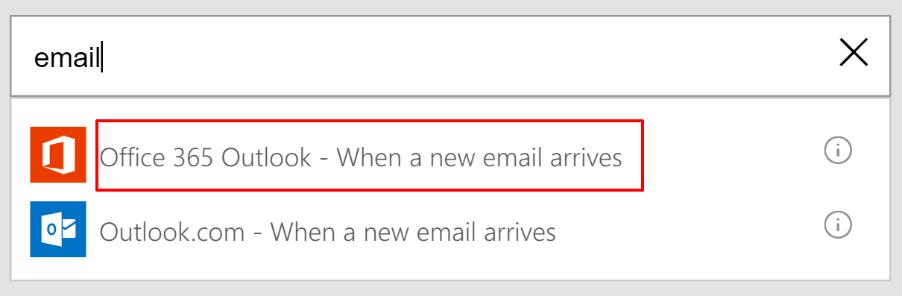 email
Office 365 Outlook - When a new email arrives
Outlook.com - When a new email arrives